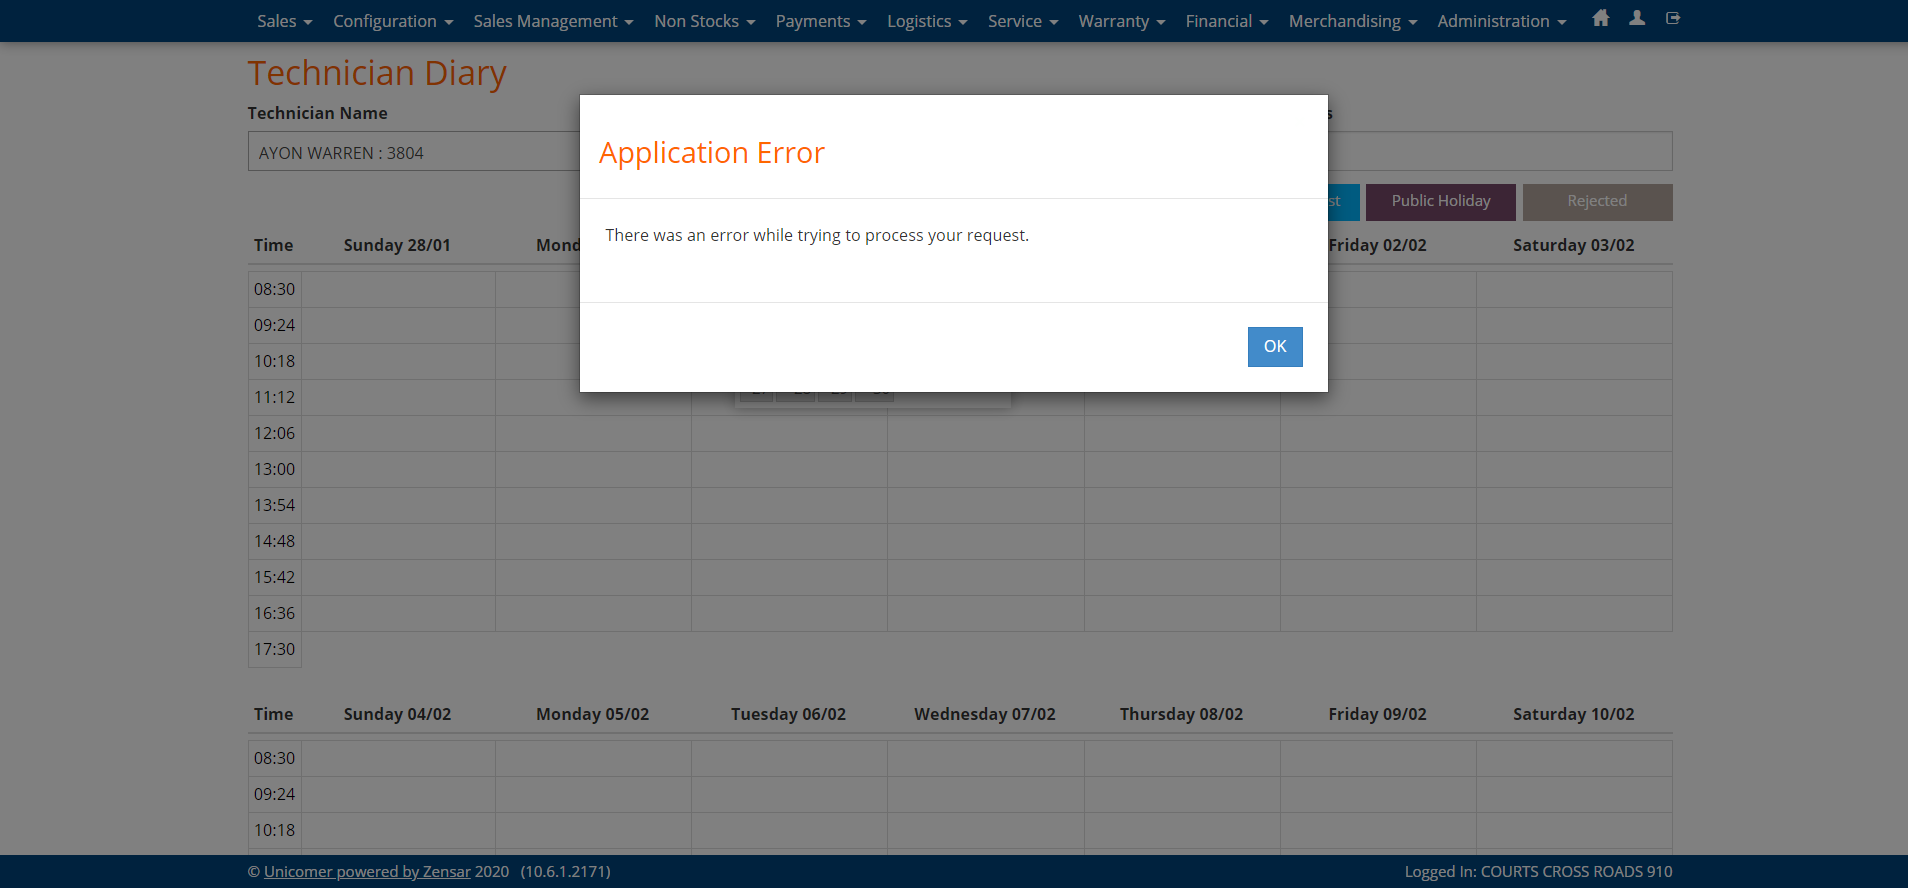 Sales Configuration Sales Management Non Stocks Payments Logistics Service Warranty Financial Merchandising Administration
Technician Diary
Technician Name
AYON WARREN : 3804
Application Error
There was an error while trying to process your request.
OK
Public Holiday Rejected
Time Sunday 28/01 Friday 02/02 Saturday 03/02
08:30
09:24
10:18
11:12
12:06
13:00
13:54
14:48
15:42
16:36
17:30
Time Sunday 04/02 Monday 05/02 Tuesday 06/02 Wednesday 07/02 Thursday 08/02 Friday 09/02 Saturday 10/02
08:30
09:24
10:18
© Unicomer powered by Zensar 2020 (10.6.1.2171)
Logged In: COURTS CROSS ROADS 910